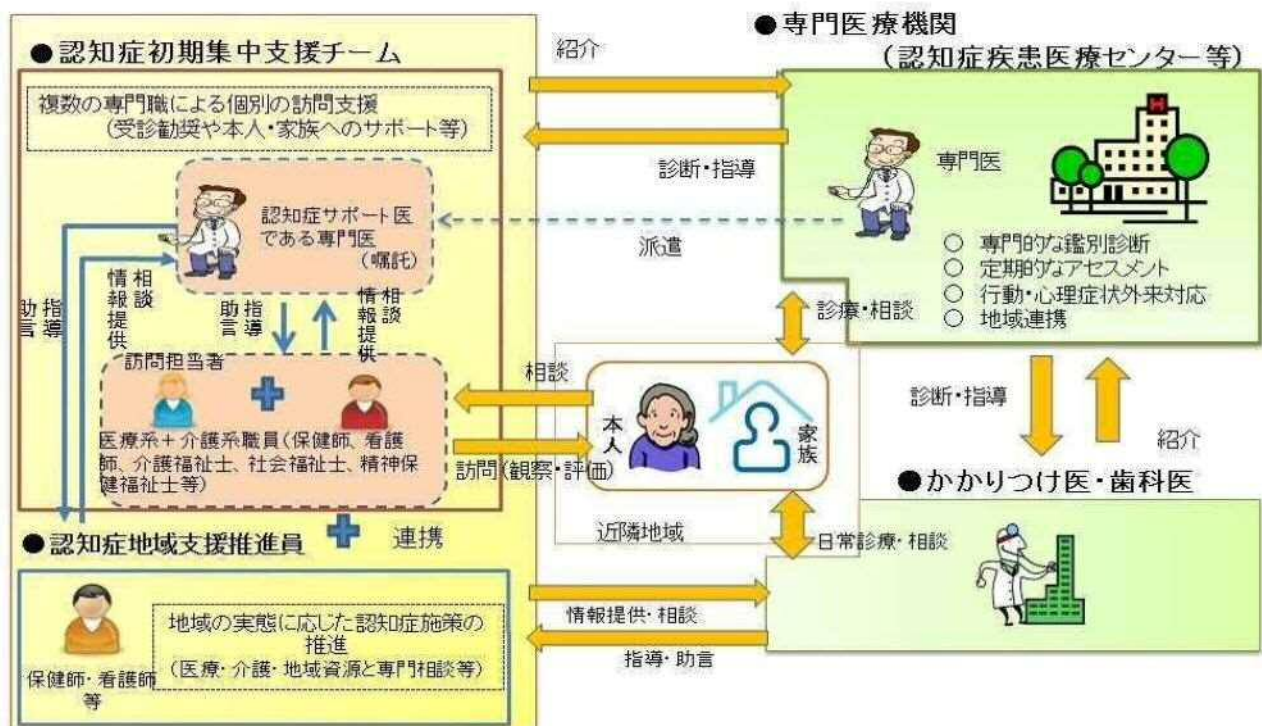 ●認知症初期集中支援チーム
複数の専門職による個別の訪問支援
(受診勧奨や本人・家族へのサポート等)
認知症サポート医
である専門医
(嘱託)
指導
助言
相談
情報提供
指導
助言
相談
情報提供
訪問担当者
医療系+介護系職員(保健師、看護
師、介護福祉士、社会福祉士、精神保
健福祉士等)
連携
●認知症地域支援推進員
保健師・看護師
等
地域の実態に応じた認知症施策の
推進
(医療・介護・地域資源と専門相談等)
紹介
診断・指導
派遣
相談
訪問(観察・評価)
本人
家族
近隣地域
診療・相談
日常診療・相談
情報提供・相談
指導・助言
●専門医療機関
(認知症疾患医療センター等)
H
専門医
○ 専門的な鑑別診断
○ 定期的なアセスメント
○ 行動・心理症状外来対応
○ 地域連携
診断・指導
紹介
●かかりつけ医・歯科医